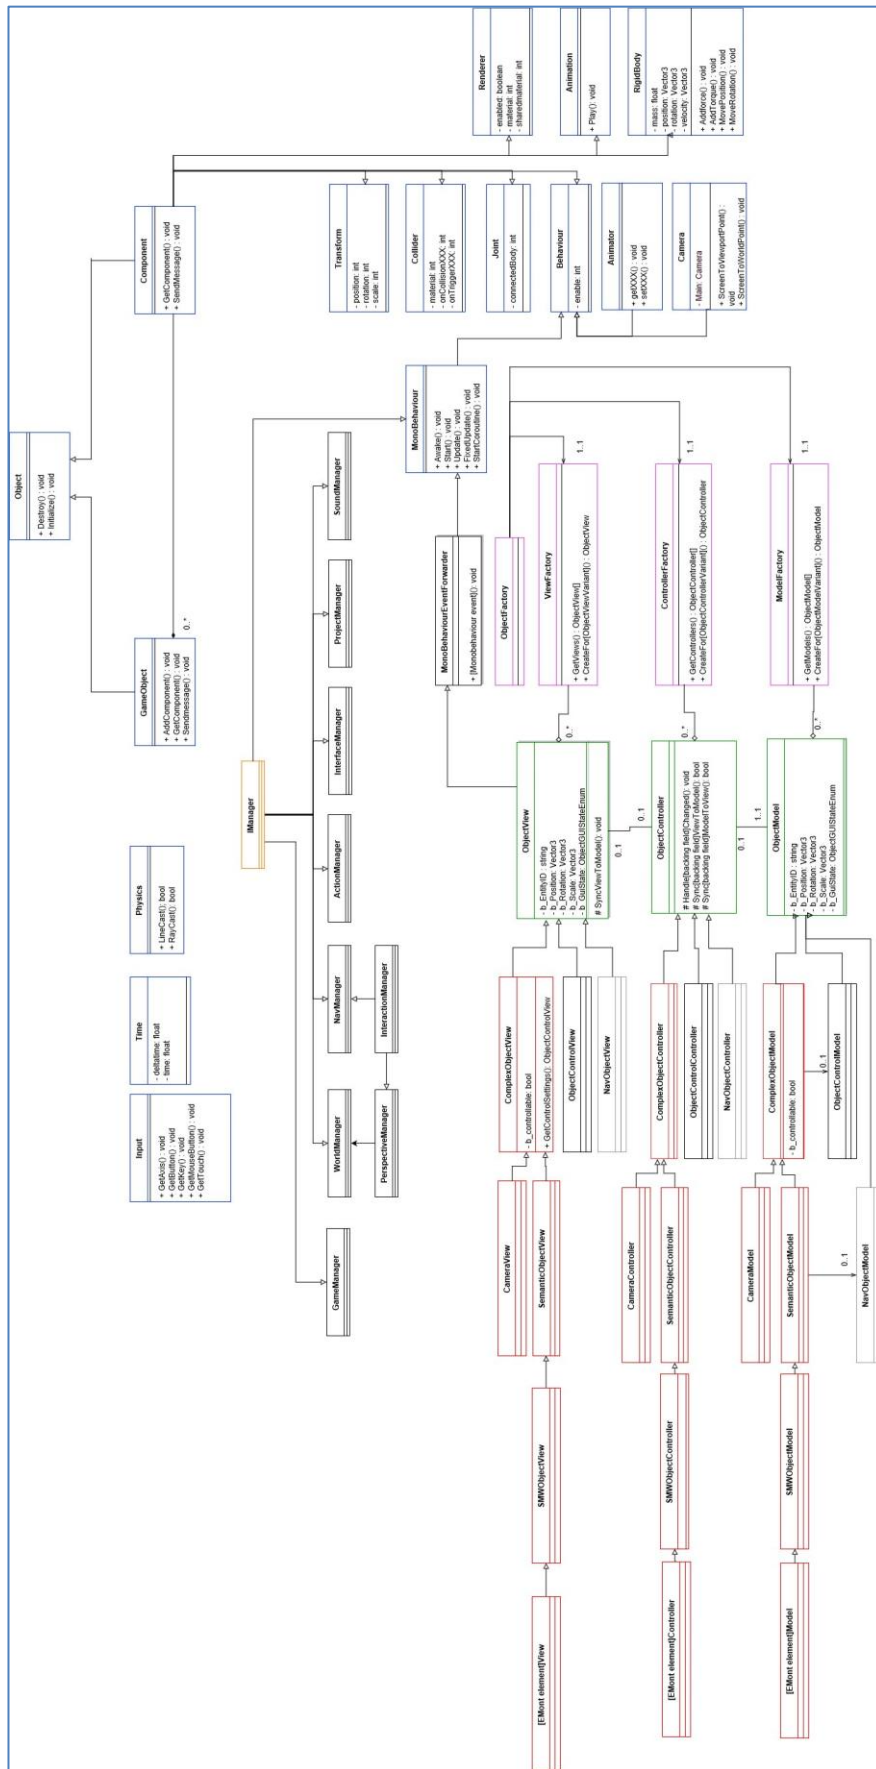 Object
+ Destroy() : void
+ Initialize() : void
GameObject
+ AddComponent() : void
+ GetComponent() : void
+ Sendmessage() : void
0..*
Component
+ GetComponent() : void
+ SendMessage() : void
Input
+ GetAxis() : void
+ GetButton() : void
+ GetKey() : void
+ GetMouseButton() : void
+ GetTouch() : void
Time
- deltatime: float
- time: float
Physics
+ LineCast(): bool
+ RayCast(): bool
IManager
GameManager
WorldManager
NavManager
ActionManager
InterfaceManager
ProjectManager
SoundManager
PerspectiveManager
InteractionManager
MonoBehaviour
+ Awake() : void
+ Start() : void
+ Update() : void
+ FixedUpdate() : void
+ StartCoroutine() : void
Transform
- position: int
- rotation: int
- scale: int
Collider
- material: int
- onCollisionXXX: int
- onTriggerXXX: int
Joint
- connectedBody: int
Behaviour
- enable: int
Animator
+ getXXX() : void
+ setXXX() : void
Camera
- Main: Camera
+ ScreenToViewportPoint() :
void
+ ScreenToWorldPoint() : void
Renderer
- enabled: boolean
- material: int
- sharedmaterial: int
Animation
+ Play(): void
RigidBody
- mass: float
- position: Vector3
- rotation: Vector3
- velocity: Vector3
+ Addforce() : void
+ AddTorque() : void
+ MovePosition() : void
+ MoveRotation() : void
MonoBehaviourEventForwarder
+ [Monobehaviour event](): void
ObjectFactory
ViewFactory
+ GetViews() : ObjectView[]
+ CreateFor[ObjectViewVariant]() : ObjectView
1..1
0..*
ControllerFactory
+ GetControllers() : ObjectController[]
+ CreateFor[ObjectControllerVariant]() : ObjectController
1..1
0..*
ModelFactory
+ GetModels() : ObjectModel[]
+ CreateFor[ObjectModelVariant]() : ObjectModel
1..1
0..*
ObjectView
- b_EntityID : string
- b_Position: Vector3
- b_Rotation: Vector3
- b_Scale: Vector3
- b_GuiState: ObjectGUIStateEnum
# SyncViewToModel(): void
0..1
0..1
ObjectController
# Handle[backing field]Changed(): void
# Sync[backing field]ViewToModel(): bool
# Sync[backing field]ModelToView(): bool
0..1
1..1
ObjectModel
- b_EntityID : string
- b_Position: Vector3
- b_Rotation: Vector3
- b_Scale: Vector3
- b_GuiState: ObjectGUIStateEnum
ComplexObjectView
- b_controllable: bool
+ GetControlSettings(): ObjectControlView
ObjectControlView
NavObjectView
CameraView
SemanticObjectView
SMWObjectView
[EMont element]View
ComplexObjectController
ObjectControlController
NavObjectController
CameraController
SemanticObjectController
SMWObjectController
[EMont element]Controller
ComplexObjectModel
- b_controllable: bool
0..1
ObjectControlModel
CameraModel
SemanticObjectModel
0..1
NavObjectModel
SMWObjectModel
[EMont element]Model